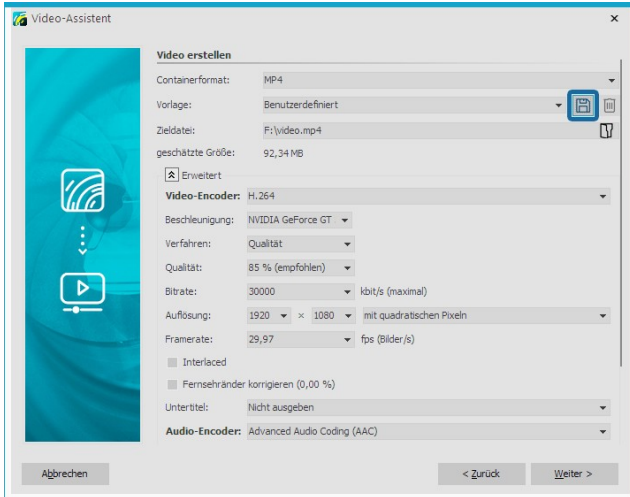 Video-Assistent
Video erstellen
Containerformat: MP4
Vorlage: Benutzerdefiniert
Zieldatei: F:\video.mp4
geschätzte Größe: 92,34 MB
Erweitert
Video-Encoder: H.264
Beschleunigung: NVIDIA GeForce GT
Verfahren: Qualität
Qualität: 85 % (empfohlen)
Bitrate: 30000 kbit/s (maximal)
Auflösung: 1920 × 1080 mit quadratischen Pixeln
Framerate: 29,97 fps (Bilder/s)
Interlaced
Fernsehränder korrigieren (0,00 %)
Untertitel: Nicht ausgeben
Audio-Encoder: Advanced Audio Coding (AAC)
Abbrechen < Zurück Weiter >